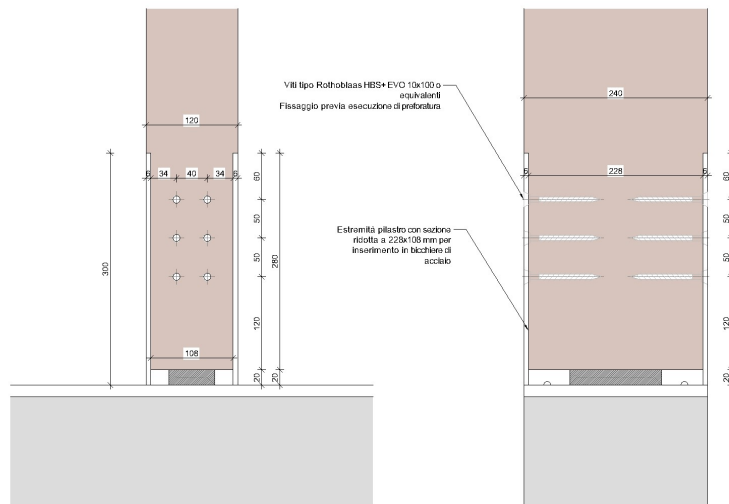 Viti tipo Rothoblaas HBS+ EVO 10x100 o
equivalenti
Fissaggio previa esecuzione di preforatura
120
240
6 34 40 34 6
6 228 6
60
50
50
120
20
280
20
300
108
60
50
50
120
20
Estremità pilastro con sezione
ridotta a 228x108 mm per
inserimento in bicchiere di
acciaio